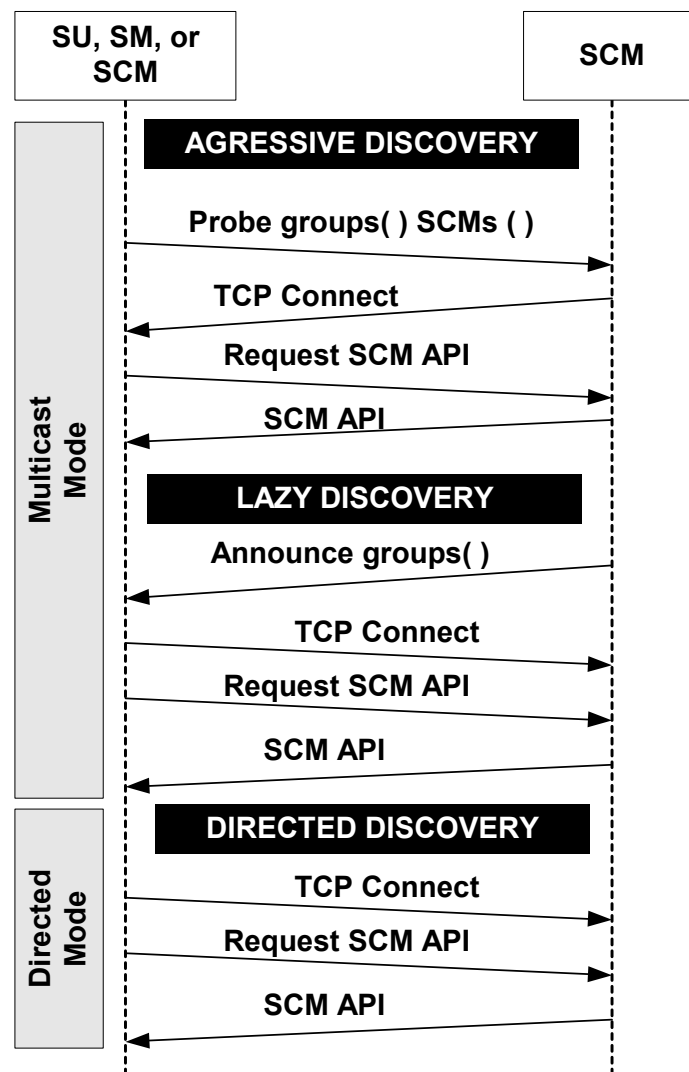 SU, SM, or
SCM
SCM
AGRESSIVE DISCOVERY
Probe groups( ) SCMs ( )
TCP Connect
Request SCM API
SCM API
Multicast
Mode
LAZY DISCOVERY
Announce groups( )
TCP Connect
Request SCM API
SCM API
DIRECTED DISCOVERY
Directed
Mode
TCP Connect
Request SCM API
SCM API